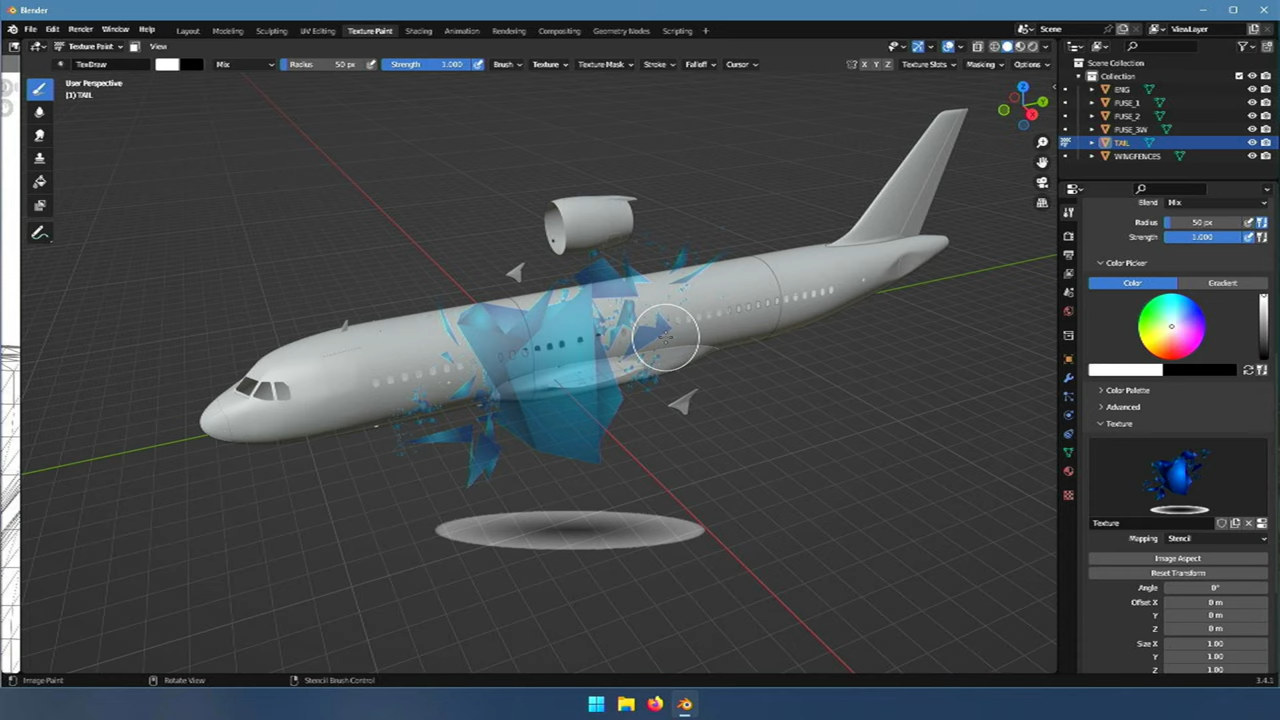 Blender
File Edit Render Window Help Layout Modeling Sculpting UV Editing Texture Paint Shading Animation Rendering Compositing Geometry Nodes Scripting + Scene ViewLayer
Texture Paint View
TexDraw Mix Radius 50 px Strength 1.000 Brush Texture Texture Mask Stroke Falloff Cursor X Y Z Texture Slots Masking Options
User Perspective
(1) TAIL
Z
Y
X
Scene Collection
Collection
ENG
FUSE_1
FUSE_2
FUSE_3W
TAIL
WINGFENCES
Blend Mix
Radius 50 px
Strength 1.000
Color Picker
Color Gradient
Color Palette
Advanced
Texture
Texture
Mapping Stencil
Image Aspect
Reset Transform
Angle 0°
Offset X 0 m
Y 0 m
Z 0 m
Size X 1.00
Y 1.00
Z 1.00
Image Paint Rotate View Stencil Brush Control 3.4.1